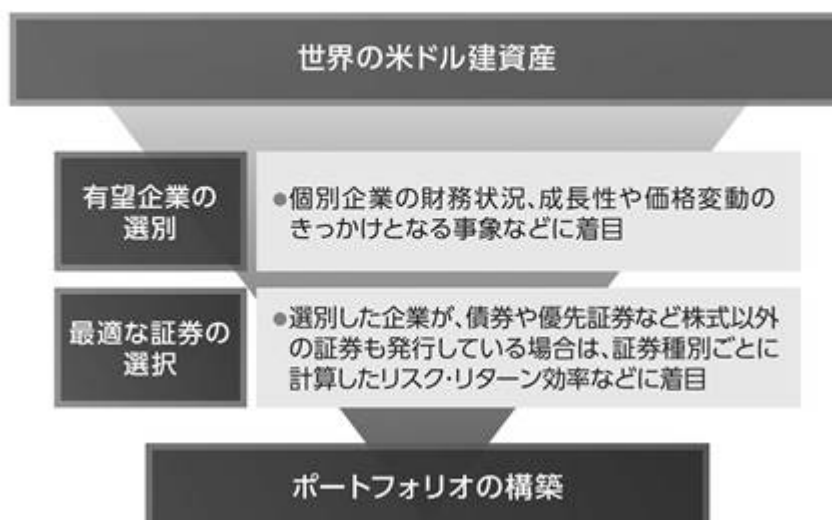 世界の米ドル建資産
有望企業の
選別
●個別企業の財務状況、成長性や価格変動の
きっかけとなる事象などに着目
最適な証券の
選択
●選別した企業が、債券や優先証券など株式以外
の証券も発行している場合は、証券種別ごとに
計算したリスク・リターン効率などに着目
ポートフォリオの構築